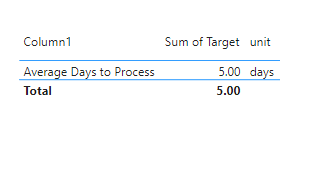 Column1 Sum of Target unit
Average Days to Process 5.00 days
Total 5.00